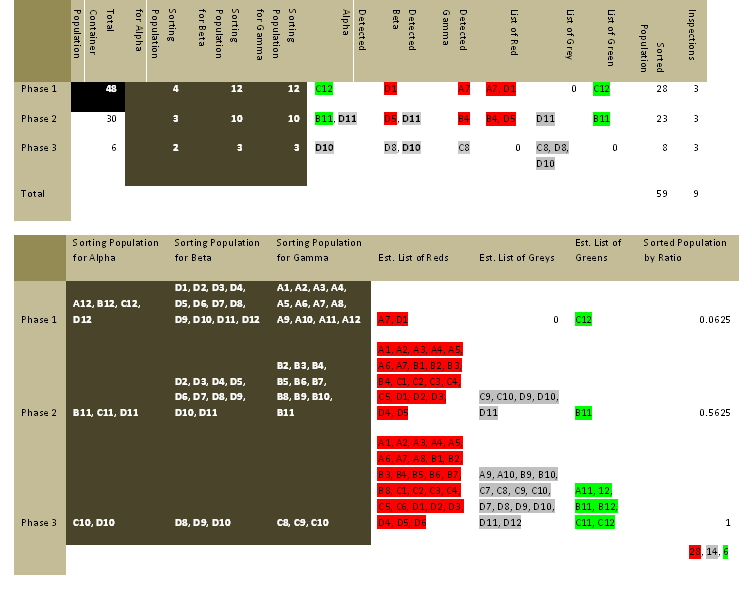 Total
Container
Population
Sorting
Population
for Alpha
Sorting
Population
for Beta
Sorting
Population
for Gamma
Detected
Alpha
Detected
Beta
Detected
Gamma
List of Red
List of Grey
List of Green
Sorted
Population
Inspections
Phase 1 48 4 12 12 C12 D1 A7 A7, D1 0 C12 28 3
Phase 2 30 3 10 10 B11, D11 D5, D11 B4 B4, D5 D11 B11 23 3
Phase 3 6 2 3 3 D10 D8, D10 C8 0 C8, D8, 0 8 3
D10
Total 59 9
Sorting Population Sorting Population Sorting Population Est. List of Sorted Population
for Alpha for Beta for Gamma Est. List of Reds Est. List of Greys Greens by Ratio
D1, D2, D3, D4, A1, A2, A3, A4,
A12, B12, C12, D5, D6, D7, D8, A5, A6, A7, A8,
Phase 1 D12 D9, D10, D11, D12 A9, A10, A11, A12 A7, D1 0 C12 0.0625
A1, A2, A3, A4, A5,
B2, B3, B4, A6, A7, B1, B2, B3,
D2, D3, D4, D5, B5, B6, B7, B4, C1, C2, C3, C4,
D6, D7, D8, D9, B8, B9, B10, C5, D1, D2, D3, C9, C10, D9, D10,
Phase 2 B11, C11, D11 D10, D11 B11 D4, D5 D11 B11 0.5625
A1, A2, A3, A4, A5,
A6, A7, A8, B1, B2,
B3, B4, B5, B6, B7, A9, A10, B9, B10,
B8, C1, C2, C3, C4, C7, C8, C9, C10, A11, 12,
C5, C6, D1, D2, D3, D7, D8, D9, D10, B11, B12,
Phase 3 C10, D10 D8, D9, D10 C8, C9, C10 D4, D5, D6 D11, D12 C11, C12 1
28, 14, 6